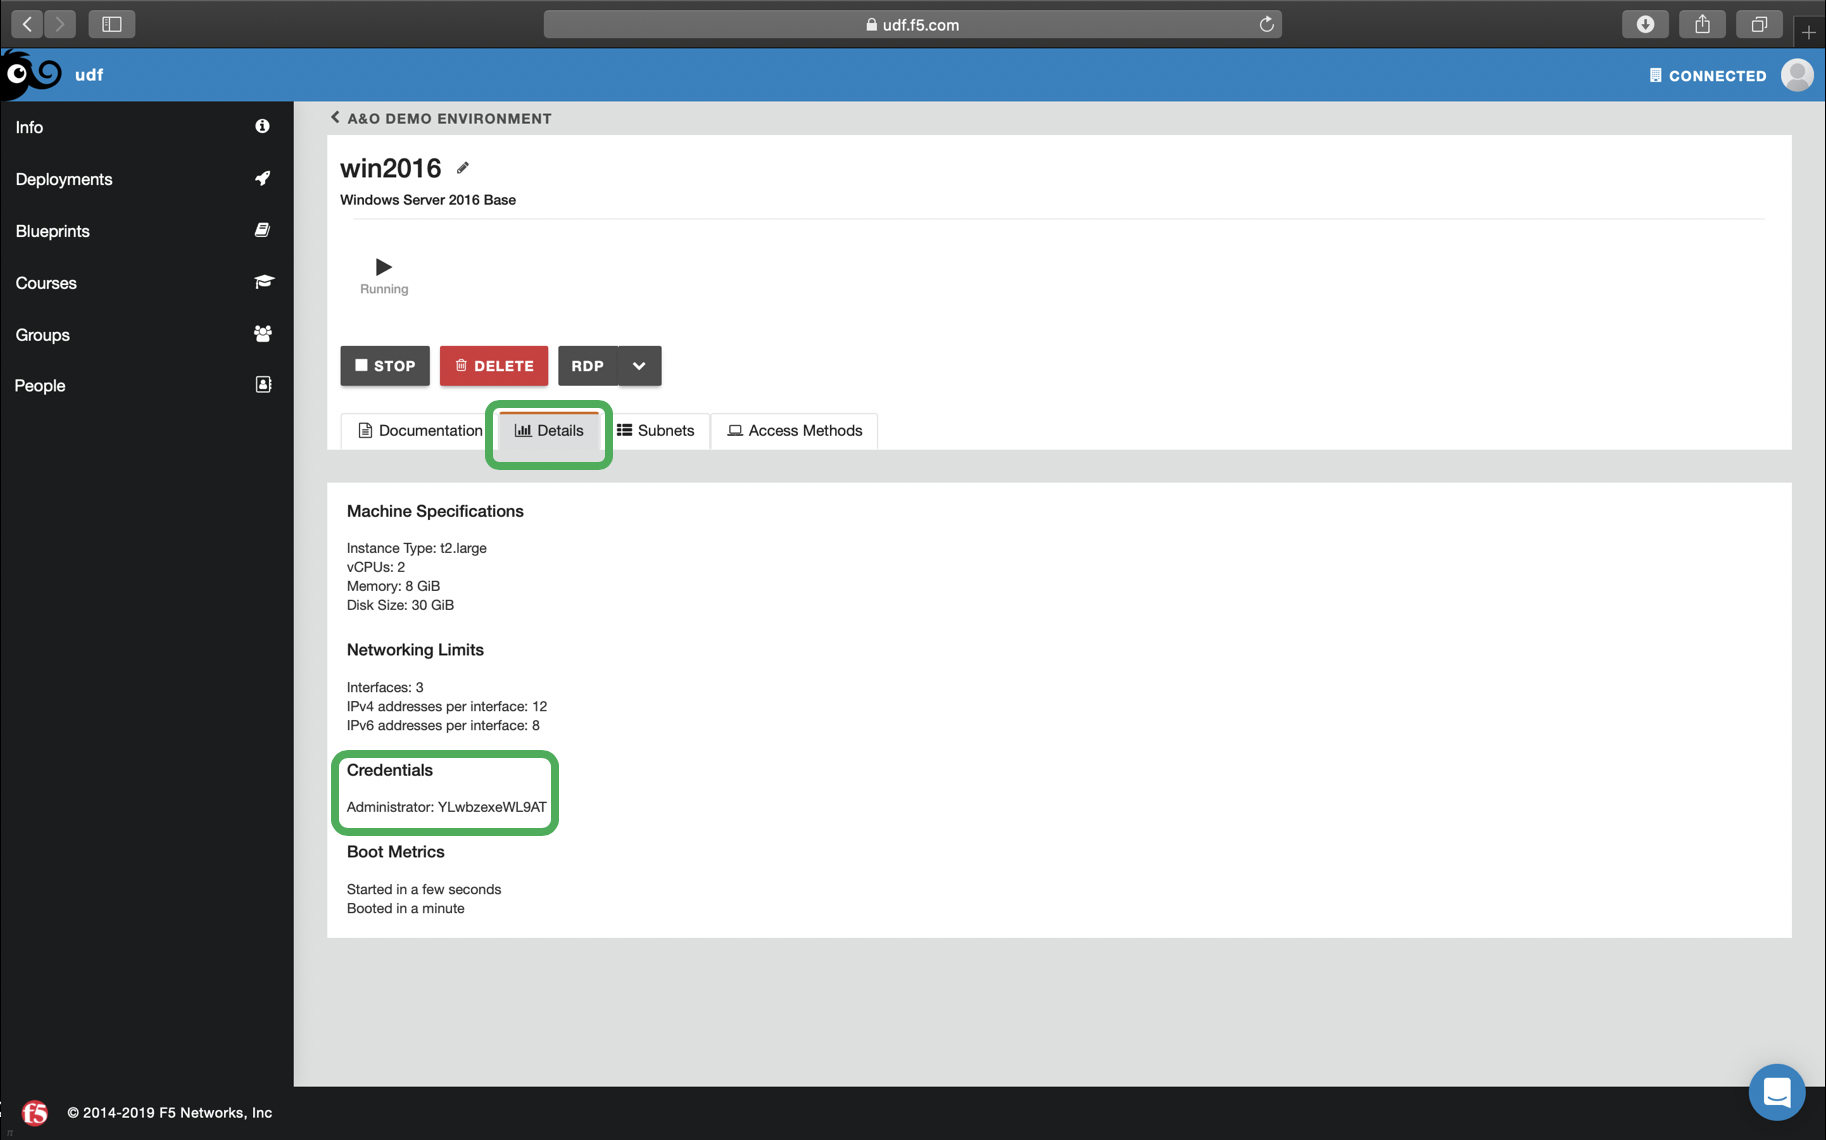 udf.f5.com
udf
CONNECTED
Info
Deployments
Blueprints
Courses
Groups
People
A&O DEMO ENVIRONMENT
win2016
Windows Server 2016 Base
Running
STOP
DELETE
RDP
Documentation
Details
Subnets
Access Methods
Machine Specifications
Instance Type: t2.large
vCPUs: 2
Memory: 8 GiB
Disk Size: 30 GiB
Networking Limits
Interfaces: 3
IPv4 addresses per interface: 12
IPv6 addresses per interface: 8
Credentials
Administrator: YLwbzexeWL9AT
Boot Metrics
Started in a few seconds
Booted in a minute
f5
© 2014-2019 F5 Networks, Inc
π